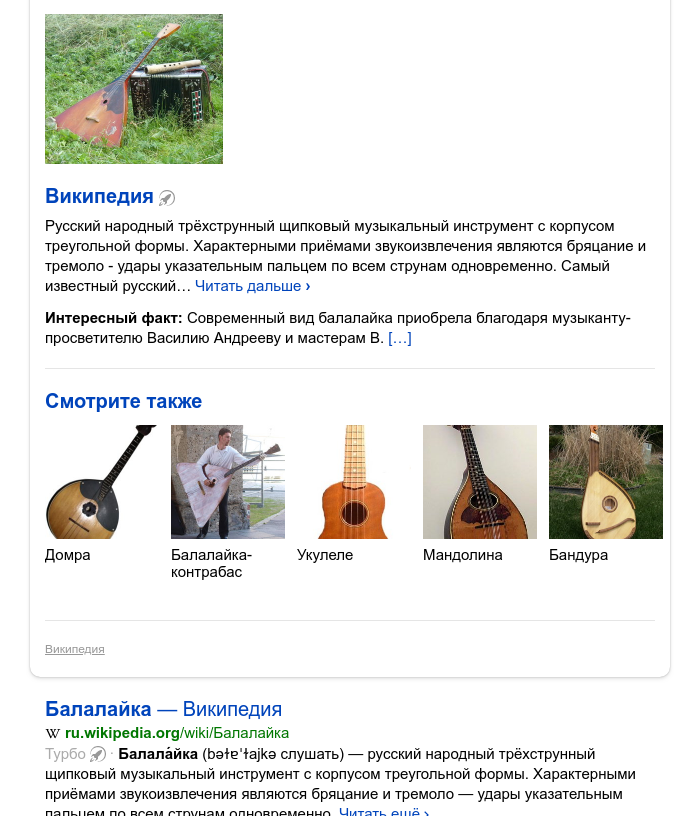 Википедия
Русский народный трёхструнный щипковый музыкальный инструмент с корпусом
треугольной формы. Характерными приёмами звукоизвлечения являются бряцание и
тремоло - удары указательным пальцем по всем струнам одновременно. Самый
известный русский… Читать дальше ›
Интересный факт: Современный вид балалайка приобрела благодаря музыканту-
просветителю Василию Андрееву и мастерам В. […]
Смотрите также
Домра
Балалайка-
контрабас
Укулеле
Мандолина
Бандура
Википедия
Балалайка — Википедия
W ru.wikipedia.org/wiki/Балалайка
Турбо · Балала́йка (bəɫɐˈɫajkə слушать) — русский народный трёхструнный
щипковый музыкальный инструмент с корпусом треугольной формы. Характерными
приёмами звукоизвлечения являются бряцание и тремоло — удары указательным
пальцем по всем струнам одновременно. Читать ещё ›